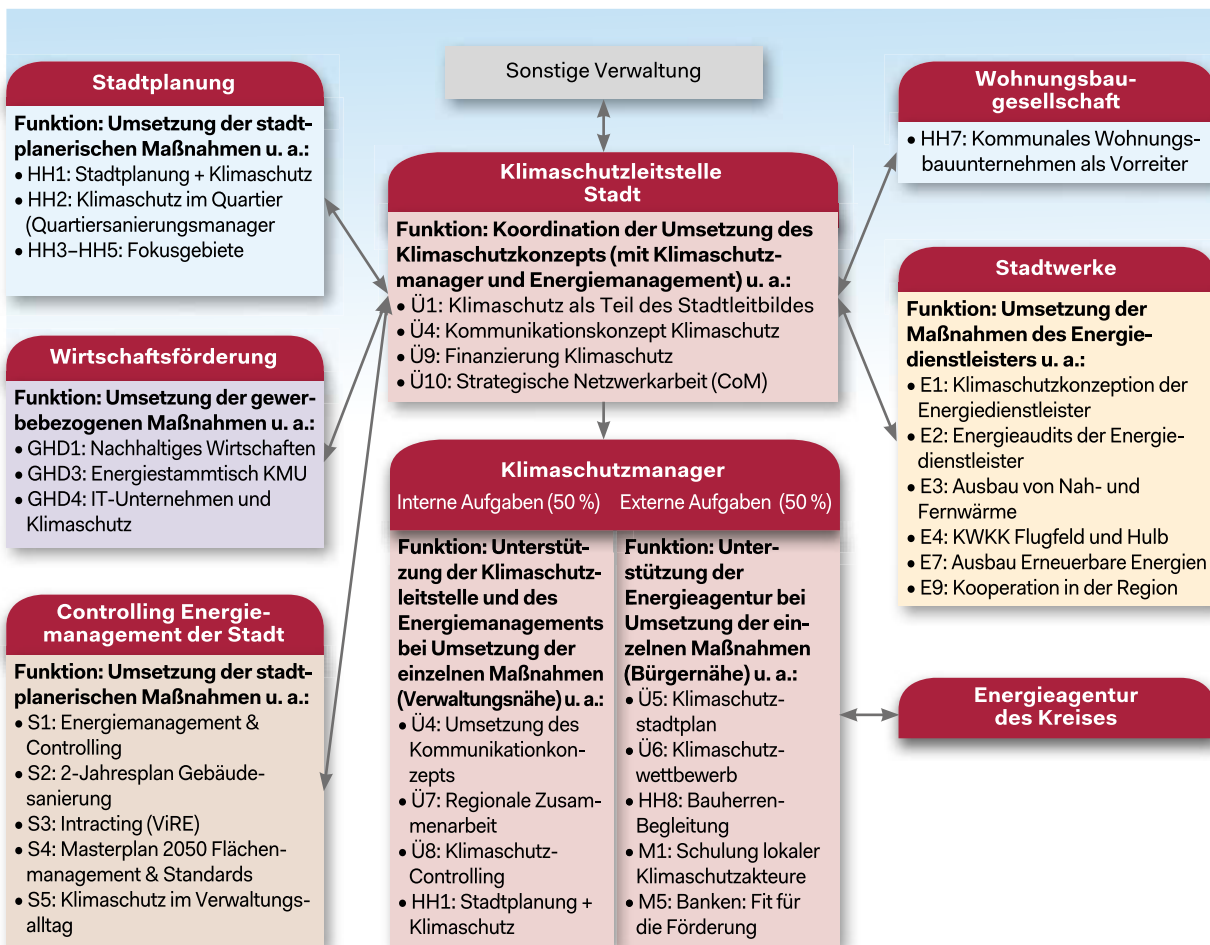 Sonstige Verwaltung
Stadtplanung
Funktion: Umsetzung der stadt-
planerischen Maßnahmen u. a.:
• HH1: Stadtplanung + Klimaschutz
• HH2: Klimaschutz im Quartier
(Quartiersanierungsmanager
• HH3–HH5: Fokusgebiete
Wirtschaftsförderung
Funktion: Umsetzung der gewer-
bebezogenen Maßnahmen u. a.:
• GHD1: Nachhaltiges Wirtschaften
• GHD3: Energiestammtisch KMU
• GHD4: IT-Unternehmen und
Klimaschutz
Controlling Energie-
management der Stadt
Funktion: Umsetzung der stadt-
planerischen Maßnahmen u. a.:
• S1: Energiemanagement &
Controlling
• S2: 2-Jahresplan Gebäude-
sanierung
• S3: Intracting (ViRE)
• S4: Masterplan 2050 Flächen-
management & Standards
• S5: Klimaschutz im Verwaltungs-
alltag
Klimaschutzleitstelle
Stadt
Funktion: Koordination der Umsetzung des
Klimaschutzkonzepts (mit Klimaschutz-
manager und Energiemanagement) u. a.:
• Ü1: Klimaschutz als Teil des Stadtleitbildes
• Ü4: Kommunikationskonzept Klimaschutz
• Ü9: Finanzierung Klimaschutz
• Ü10: Strategische Netzwerkarbeit (CoM)
Klimaschutzmanager
Interne Aufgaben (50 %)
Funktion: Unterstüt-
zung der Klimaschutz-
leitstelle und des
Energiemanagements
bei Umsetzung der
einzelnen Maßnahmen
(Verwaltungsnähe) u. a.:
• Ü4: Umsetzung des
Kommunikationkon-
zepts
• Ü7: Regionale Zusam-
menarbeit
• Ü8: Klimaschutz-
Controlling
• HH1: Stadtplanung +
Klimaschutz
Externe Aufgaben (50 %)
Funktion: Unter-
stützung der
Energieagentur bei
Umsetzung der ein-
zelnen Maßnahmen
(Bürgernähe) u. a.:
• Ü5: Klimaschutz-
stadtplan
• Ü6: Klimaschutz-
wettbewerb
• HH8: Bauherren-
Begleitung
• M1: Schulung lokaler
Klimaschutzakteure
• M5: Banken: Fit für
die Förderung
Wohnungsbau-
gesellschaft
• HH7: Kommunales Wohnungs-
bauunternehmen als Vorreiter
Stadtwerke
Funktion: Umsetzung der
Maßnahmen des Energie-
dienstleisters u. a.:
• E1: Klimaschutzkonzeption der
Energiedienstleister
• E2: Energieaudits der Energie-
dienstleister
• E3: Ausbau von Nah- und
Fernwärme
• E4: KWKK Flugfeld und Hulb
• E7: Ausbau Erneuerbare Energien
• E9: Kooperation in der Region
Energieagentur
des Kreises